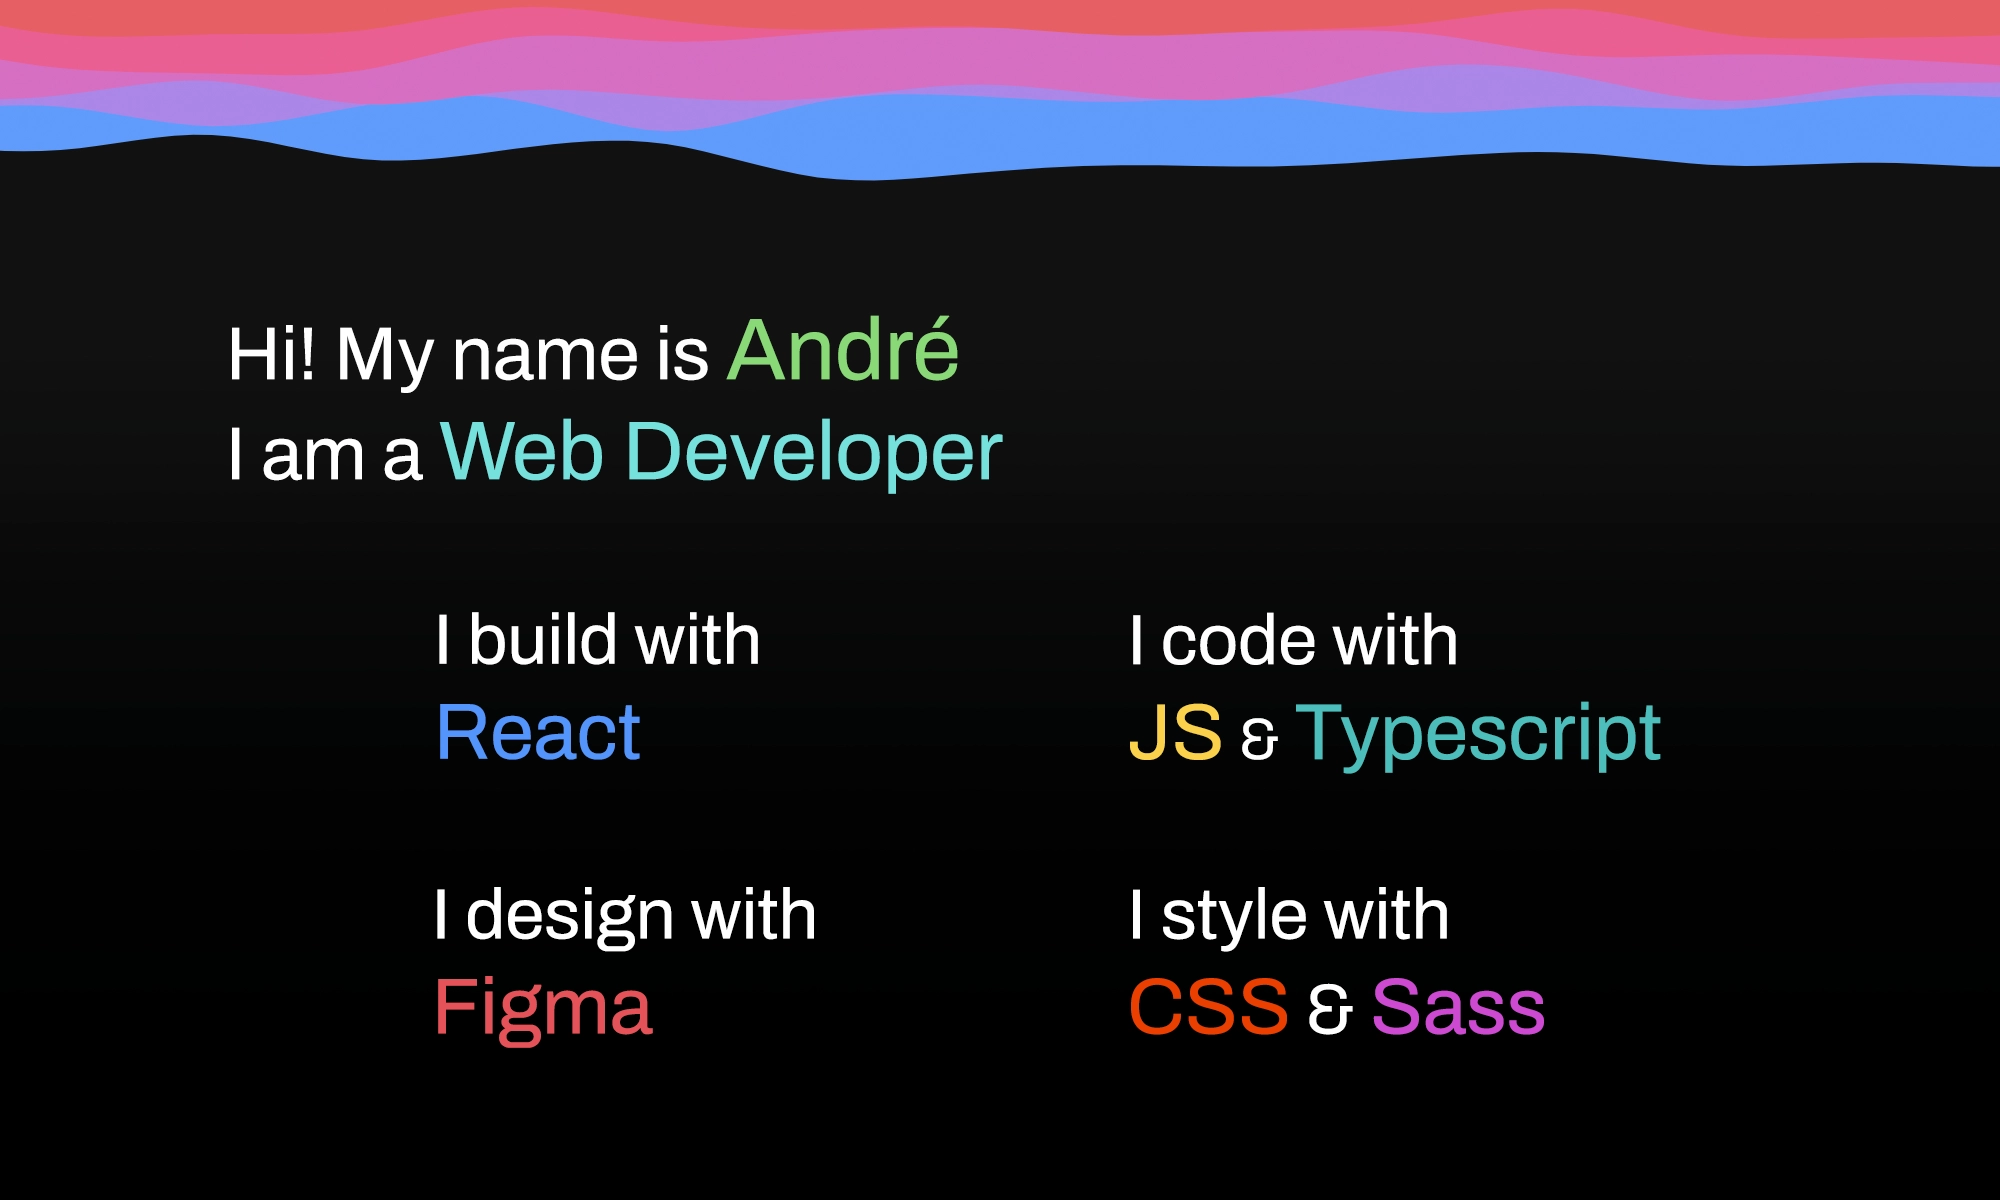 Hi! My name is André
I am a Web Developer
I build with
React
I code with
JS & Typescript
I design with
Figma
I style with
CSS & Sass